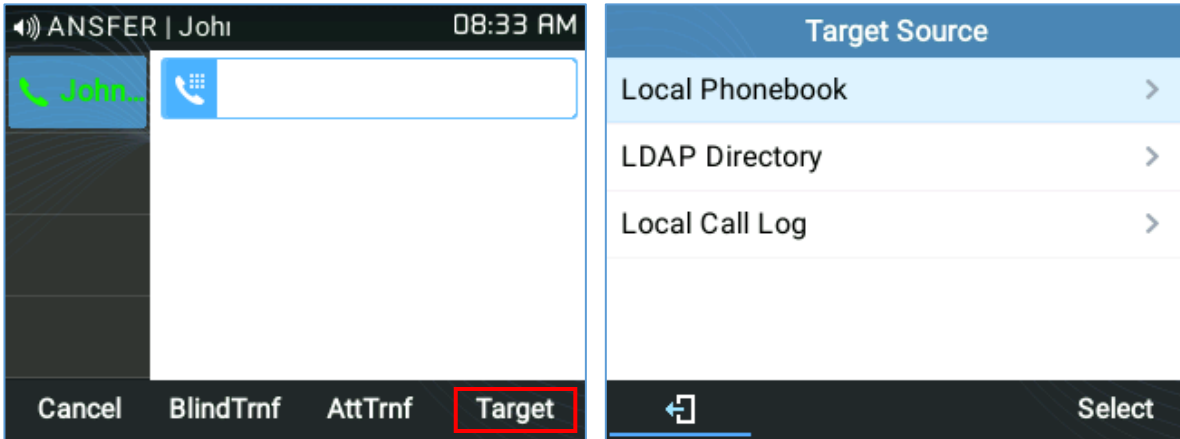 ANSFER | Johı
08:33 AM
John...
Cancel BlindTrnf AttTrnf Target
Target Source
Local Phonebook
LDAP Directory
Local Call Log
Select